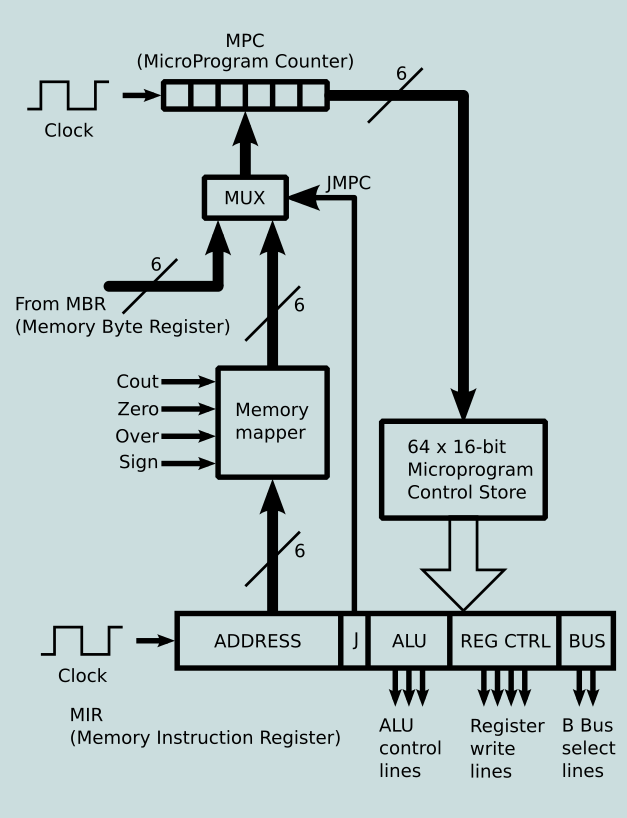 MPC
(MicroProgram Counter)
6
Clock
JMPC
MUX
6
From MBR
(Memory Byte Register)
6
Cout
Zero
Over
Sign
Memory
mapper
64 x 16-bit
Microprogram
Control Store
6
ADDRESS
J
ALU
REG CTRL
BUS
Clock
MIR
(Memory Instruction Register)
ALU
control
lines
Register
write
lines
B Bus
select
lines